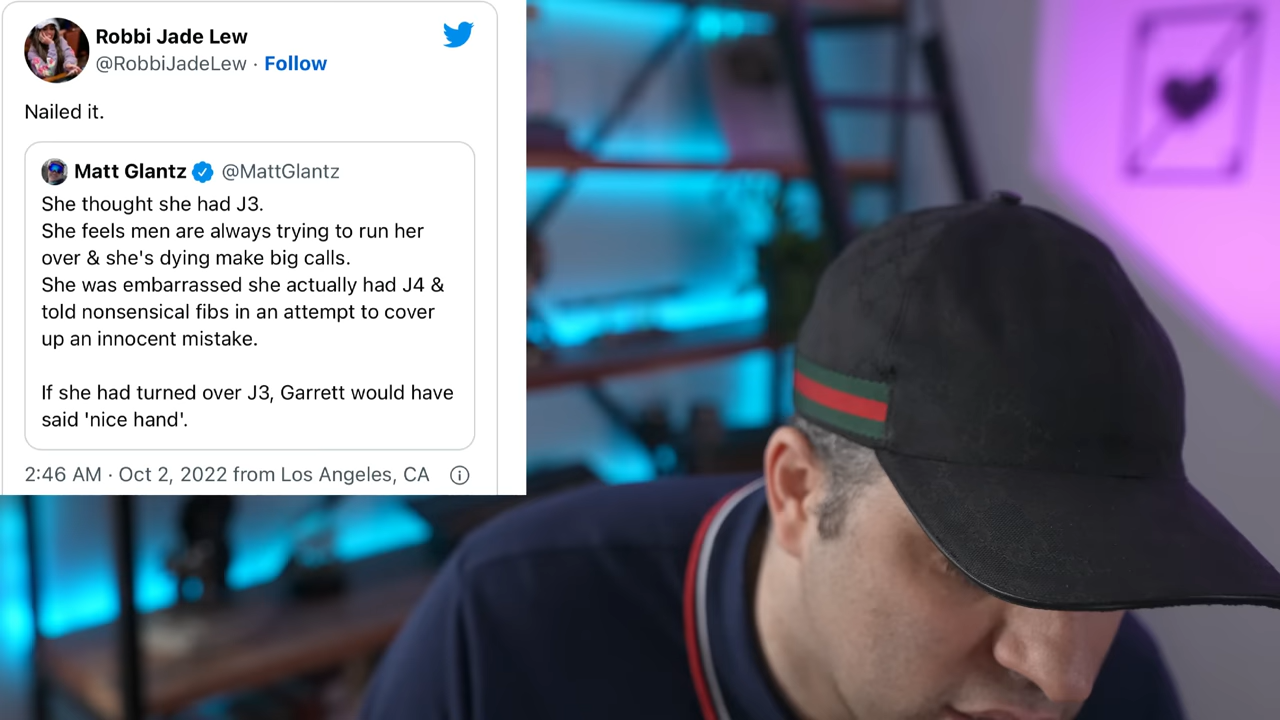 Robbi Jade Lew
@RobbiJadeLew · Follow
Nailed it.
Matt Glantz @MattGlantz
She thought she had J3.
She feels men are always trying to run her
over & she's dying make big calls.
She was embarrassed she actually had J4 &
told nonsensical fibs in an attempt to cover
up an innocent mistake.
If she had turned over J3, Garrett would have
said 'nice hand'.
2:46 AM · Oct 2, 2022 from Los Angeles, CA